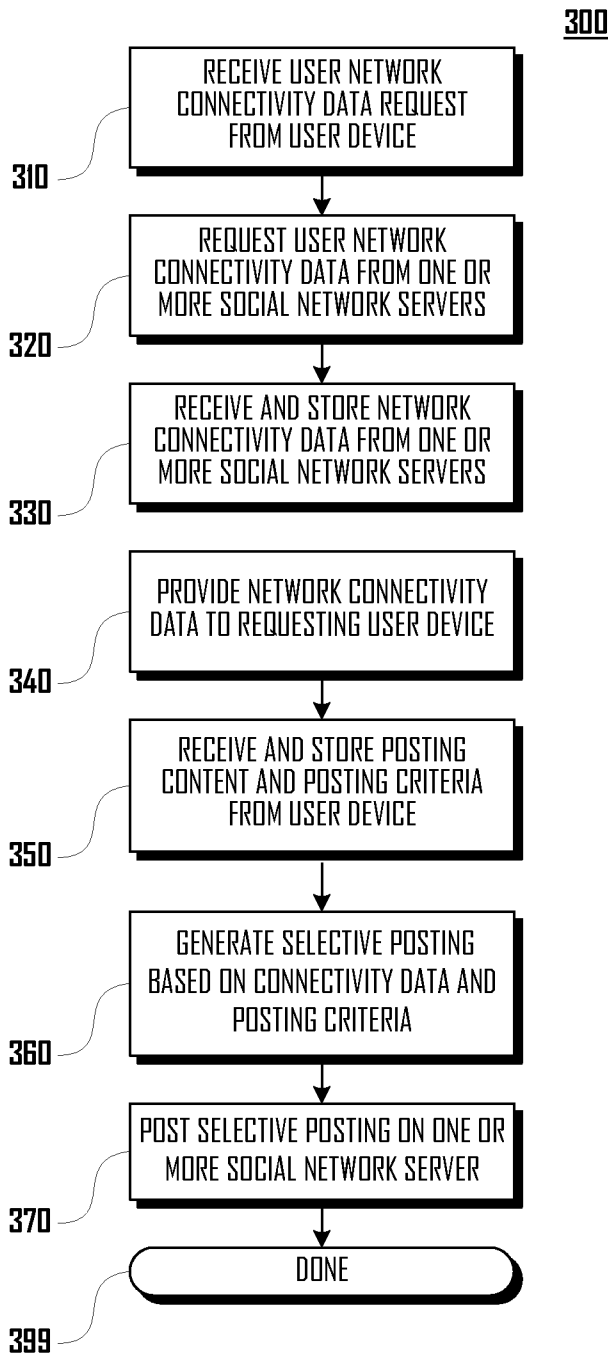 300
RECEIVE USER NETWORK
CONNECTIVITY DATA REQUEST
FROM USER DEVICE
310
REQUEST USER NETWORK
CONNECTIVITY DATA FROM ONE OR
MORE SOCIAL NETWORK SERVERS
320
RECEIVE AND STORE NETWORK
CONNECTIVITY DATA FROM ONE OR
MORE SOCIAL NETWORK SERVERS
330
PROVIDE NETWORK CONNECTIVITY
DATA TO REQUESTING USER DEVICE
340
RECEIVE AND STORE POSTING
CONTENT AND POSTING CRITERIA
FROM USER DEVICE
350
GENERATE SELECTIVE POSTING
BASED ON CONNECTIVITY DATA AND
POSTING CRITERIA
360
POST SELECTIVE POSTING ON ONE OR
MORE SOCIAL NETWORK SERVER
370
DONE
399